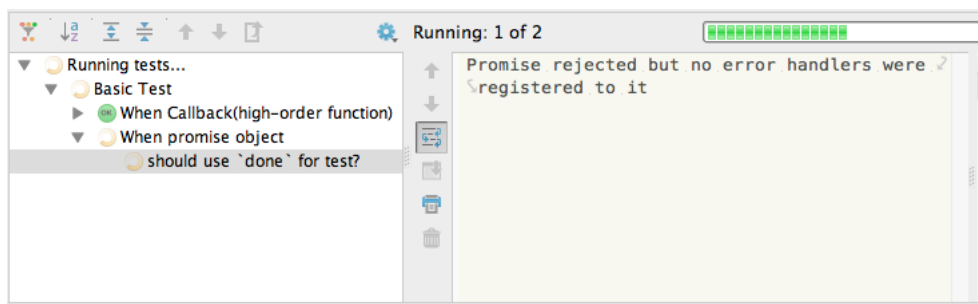 Running: 1 of 2
Running tests...
Basic Test
OK When Callback(high-order function)
When promise object
should use `done` for test?
Promise rejected but no error handlers were
registered to it